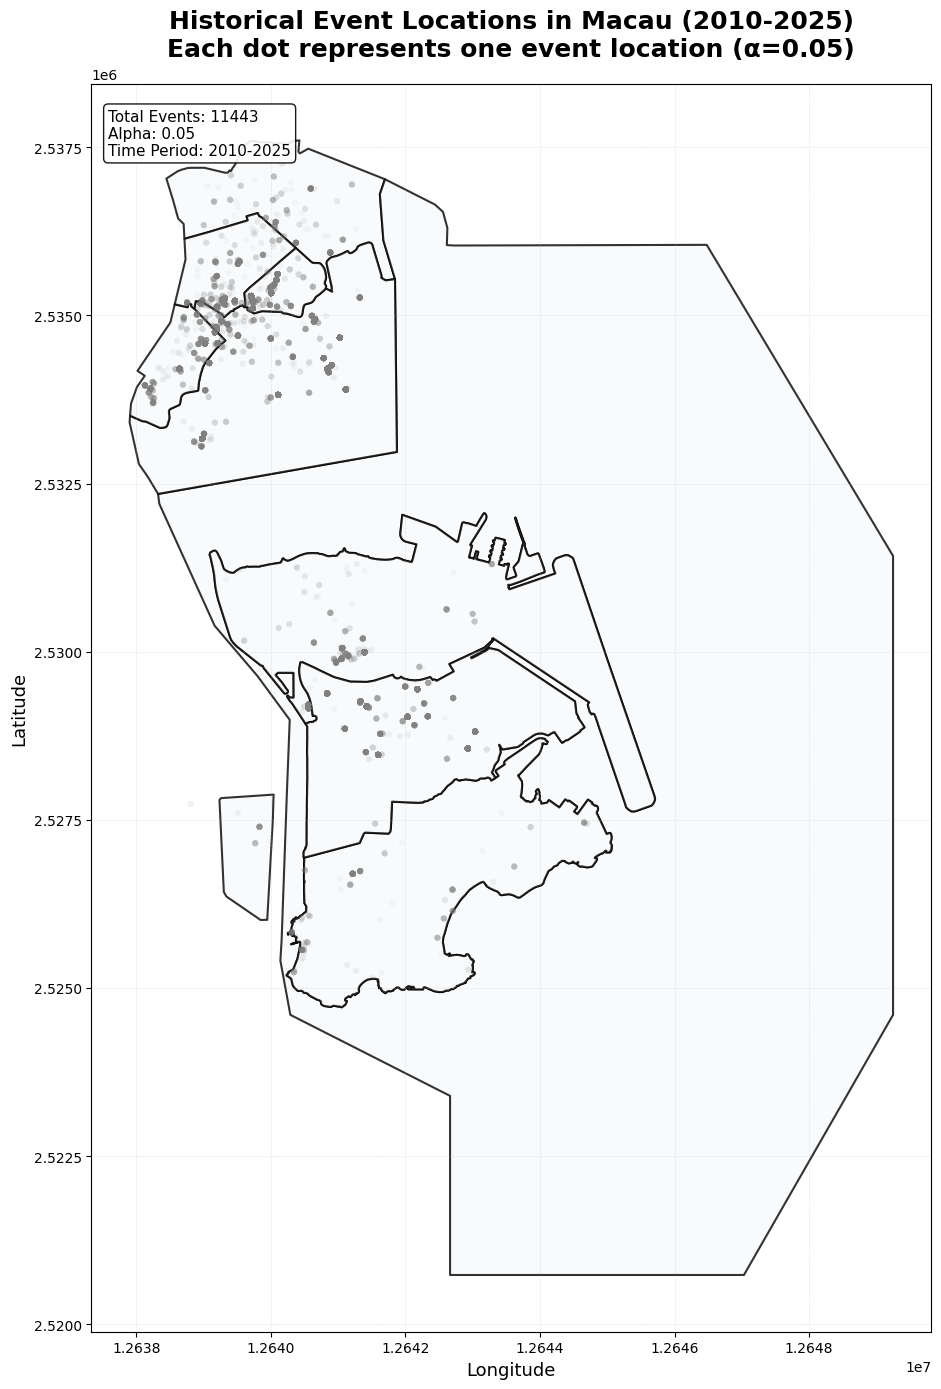 Historical Event Locations in Macau (2010-2025)
Each dot represents one event location (α=0.05)
1e6
Total Events: 11443
Alpha: 0.05
Time Period: 2010-2025
2.5375
2.5350
2.5325
2.5300
2.5275
2.5250
2.5225
2.5200
Latitude
1.2638 1.2640 1.2642 1.2644 1.2646 1.2648
1e7
Longitude